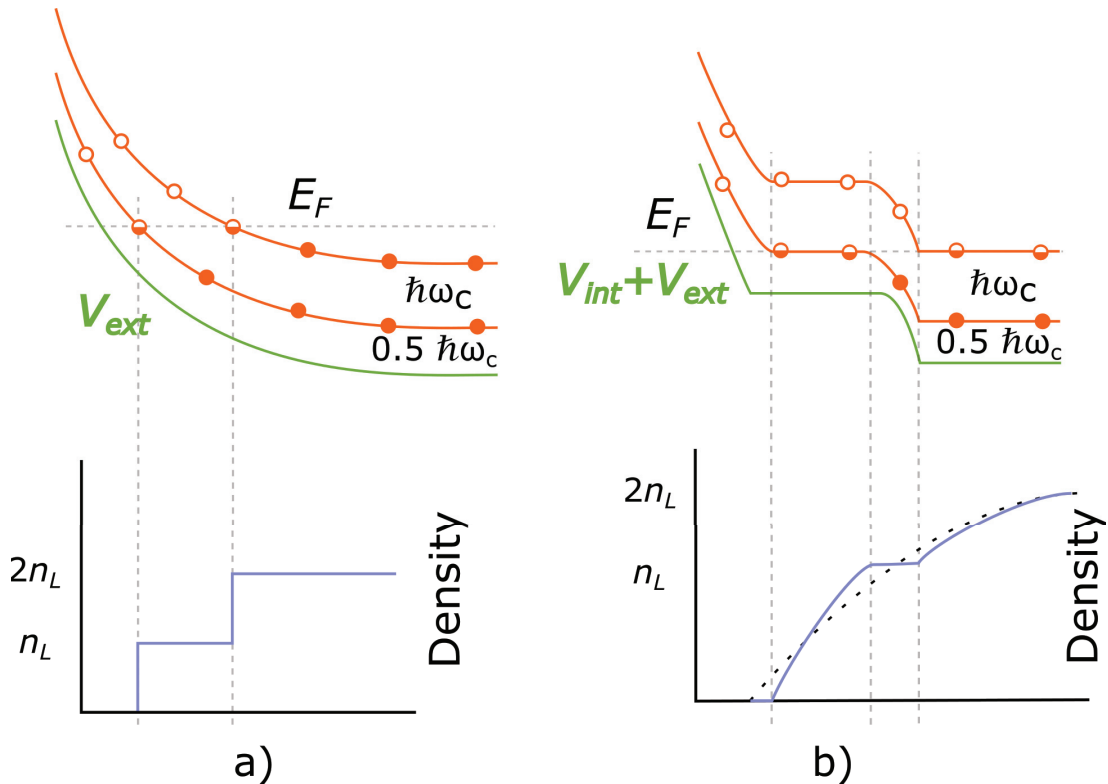 E_F
V_ext
ħω_C
0.5 ħω_c
2n_L
n_L
Density
a)
E_F
V_int+V_ext
ħω_C
0.5 ħω_c
2n_L
n_L
Density
b)